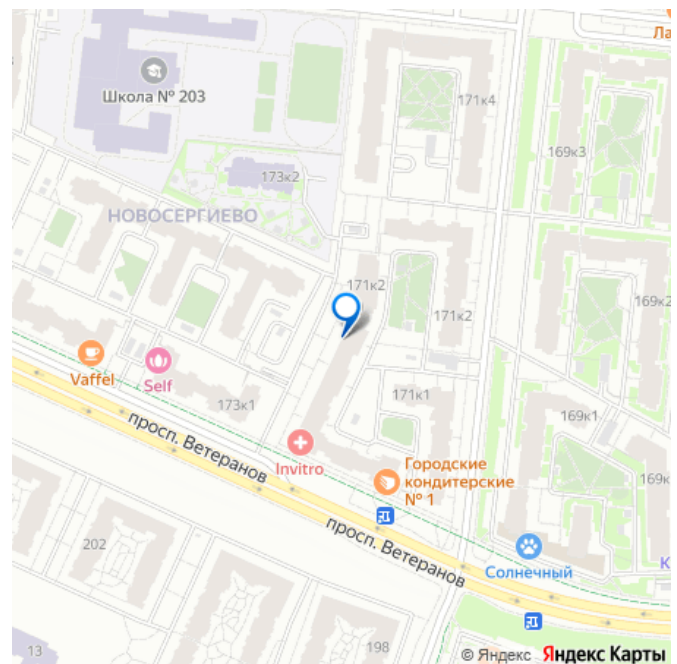 Ла
Школа № 203
171к4
169к3
173к2
НОВОСЕРГИЕВО
171к2
171к2
169к2
Vaffel
Self
173к1
171к1
169к1
просп. Ветеранов
Invitro
Городские
кондитерские
№ 1
169к
просп. Ветеранов
202
Солнечный
К
198
13
© Яндекс Яндекс Карты